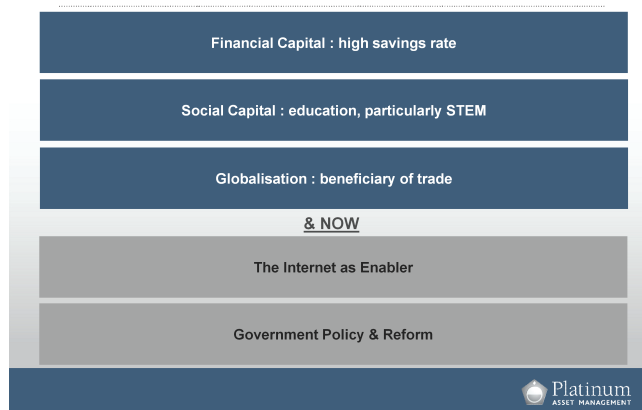 Financial Capital : high savings rate
Social Capital : education, particularly STEM
Globalisation : beneficiary of trade
& NOW
The Internet as Enabler
Government Policy & Reform
Platinum
ASSET MANAGEMENT